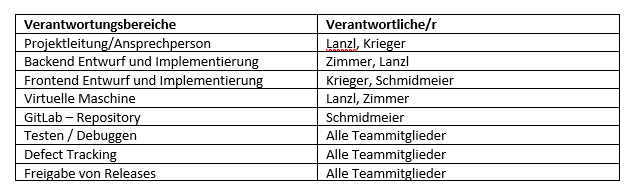 Verantwortungsbereiche Verantwortliche/r
Projektleitung/Ansprechperson Lanzl, Krieger
Backend Entwurf und Implementierung Zimmer, Lanzl
Frontend Entwurf und Implementierung Krieger, Schmidmeier
Virtuelle Maschine Lanzl, Zimmer
GitLab – Repository Schmidmeier
Testen / Debuggen Alle Teammitglieder
Defect Tracking Alle Teammitglieder
Freigabe von Releases Alle Teammitglieder